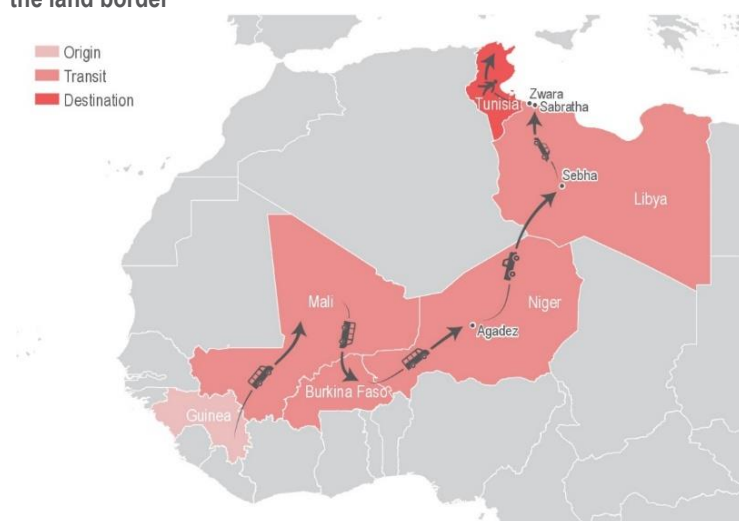 the land border
Origin
Transit
Destination
Tunisia
Zwara
Sabratha
Sebha
Libya
Mali
Niger
Agadez
Burkina Faso
Guinea